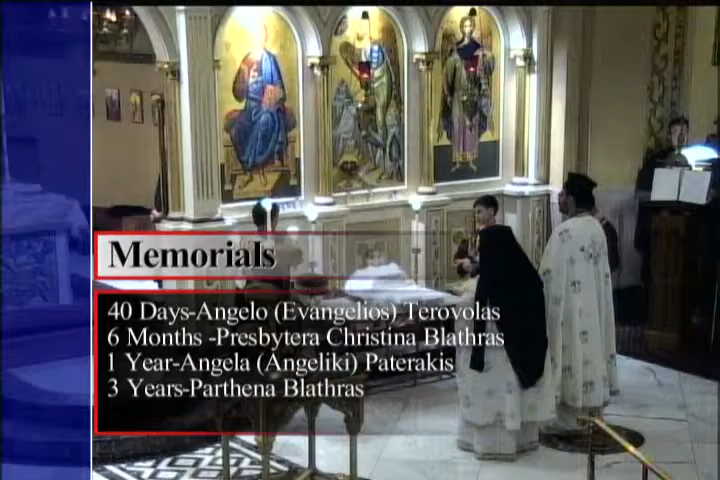 Memorials
40 Days-Angelo (Evangelios) Terovolas
6 Months -Presbytera Christina Blathras
1 Year-Angela (Angeliki) Paterakis
3 Years-Parthena Blathras